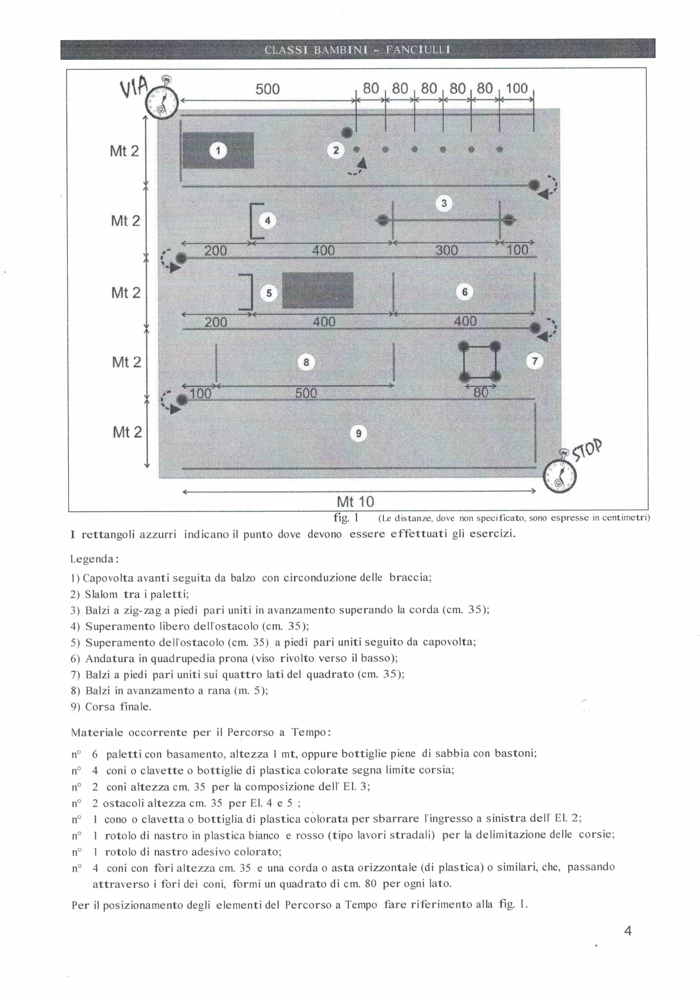 CLASSI BAMBINI – FANCIULLI
VIA
500 80 80 80 80 80 100
Mt 2
1
2
Mt 2
4
3
200 400 300 100
Mt 2
5
6
200 400 400
Mt 2
8
7
100 500 80
Mt 2
9
STOP
Mt 10
fig. 1 (Le distanze, dove non specificato, sono espresse in centimetri)
I rettangoli azzurri indicano il punto dove devono essere effettuati gli esercizi.
Legenda:
1) Capovolta avanti seguita da balzo con circonduzione delle braccia;
2) Slalom tra i paletti;
3) Balzi a zig-zag a piedi pari uniti in avanzamento superando la corda (cm. 35);
4) Superamento libero dell'ostacolo (cm. 35);
5) Superamento dell'ostacolo (cm. 35) a piedi pari uniti seguito da capovolta;
6) Andatura in quadrupedia prona (viso rivolto verso il basso);
7) Balzi a piedi pari uniti sui quattro lati del quadrato (cm. 35);
8) Balzi in avanzamento a rana (m. 5);
9) Corsa finale.
Materiale occorrente per il Percorso a Tempo:
n° 6 paletti con basamento, altezza 1 mt, oppure bottiglie piene di sabbia con bastoni;
n° 4 coni o clavette o bottiglie di plastica colorate segna limite corsia;
n° 2 coni altezza cm. 35 per la composizione dell' El. 3;
n° 2 ostacoli altezza cm. 35 per El. 4 e 5 ;
n° 1 cono o clavetta o bottiglia di plastica colorata per sbarrare l'ingresso a sinistra dell' El. 2;
n° 1 rotolo di nastro in plastica bianco e rosso (tipo lavori stradali) per la delimitazione delle corsie;
n° 1 rotolo di nastro adesivo colorato;
n° 4 coni con fori altezza cm. 35 e una corda o asta orizzontale (di plastica) o similari, che, passando
attraverso i fori dei coni, formi un quadrato di cm. 80 per ogni lato.
Per il posizionamento degli elementi del Percorso a Tempo fare riferimento alla fig. 1.
4